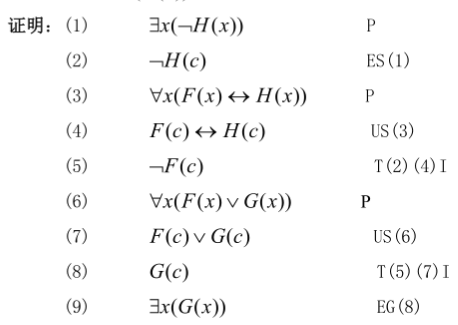 证明: (1) ∃x(¬H(x)) P
(2) ¬H(c) ES(1)
(3) ∀x(F(x)↔H(x)) P
(4) F(c)↔H(c) US(3)
(5) ¬F(c) T(2)(4)I
(6) ∀x(F(x)∨G(x)) P
(7) F(c)∨G(c) US(6)
(8) G(c) T(5)(7)I
(9) ∃x(G(x)) EG(8)